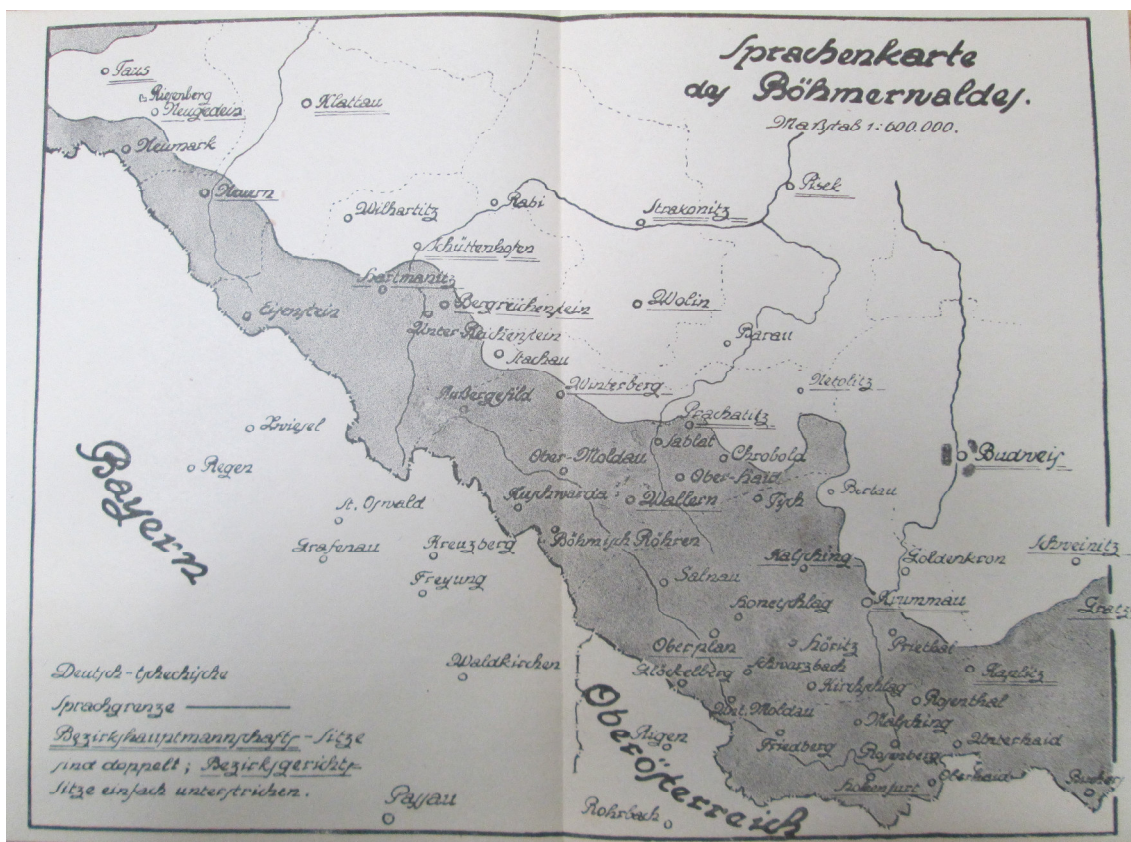 Sprachenkarte
des Böhmerwaldes.
Maßstab 1:600.000.
Taus
Riesenberg
Neugedein
Klattau
Neumark
Neuern
Wilhartitz
Rabi
Strakonitz
Pisek
Schüttenhofen
Hartmanitz
Eisenstein
Bergreichenstein
Unter Reichenstein
Wolin
Stachau
Barau
Außergefild
Winterberg
Netolitz
Zwiesel
Prachatitz
Regen
Sablat
Chrobold
Ober-Moldau
Ober-Haid
Budweis
Bayern
Kuschwarda
Wallern
Tisch
Berlau
St. Oswald
Grafenau
Kreuzberg
Böhmisch Röhren
Kalsching
Goldenkron
Schweinitz
Freyung
Salnau
Honetschlag
Krummau
Gratz
Oberplan
Höritz
Priethal
Waldkirchen
Glöckelberg
Schwarzbach
Kaplitz
Kirchschlag
Rosenthal
Unt. Moldau
Malsching
Oberösterreich
Aigen
Friedberg
Rosenberg
Unterhaid
Hohenfurt
Oberhaid
Passau
Rohrbach
Deutsch-tschechische
Sprachgrenze
Bezirkshauptmannschafts-Sitze
sind doppelt; Bezirksgerichts-
sitze einfach unterstrichen.